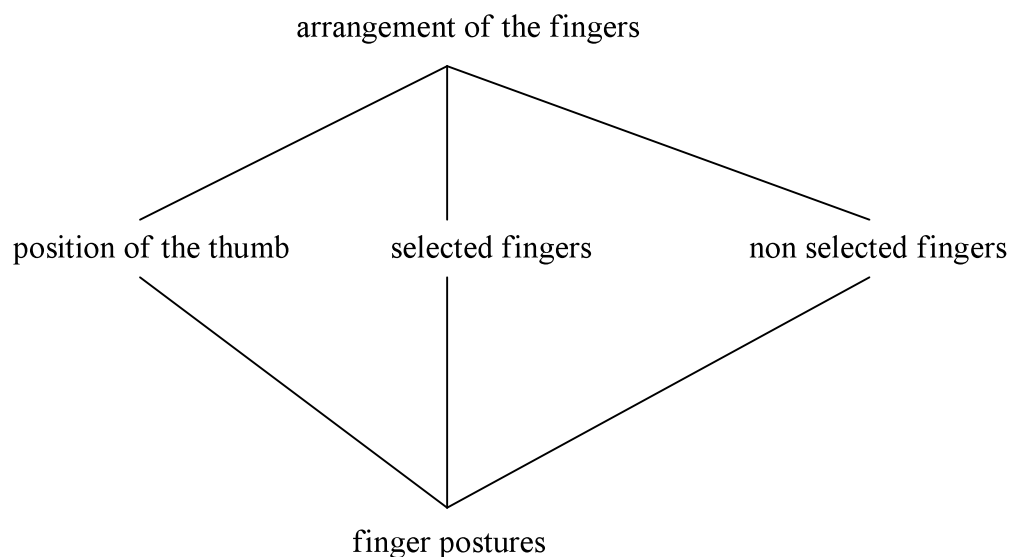 arrangement of the fingers
position of the thumb
selected fingers
non selected fingers
finger postures